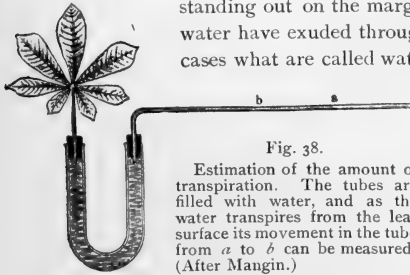 standing out on the marg
water have exuded throug
cases what are called wat
b a
Fig. 38.
Estimation of the amount o
transpiration. The tubes ar
filled with water, and as th
water transpires from the lea
surface its movement in the tub
from a to b can be measured
(After Mangin.)